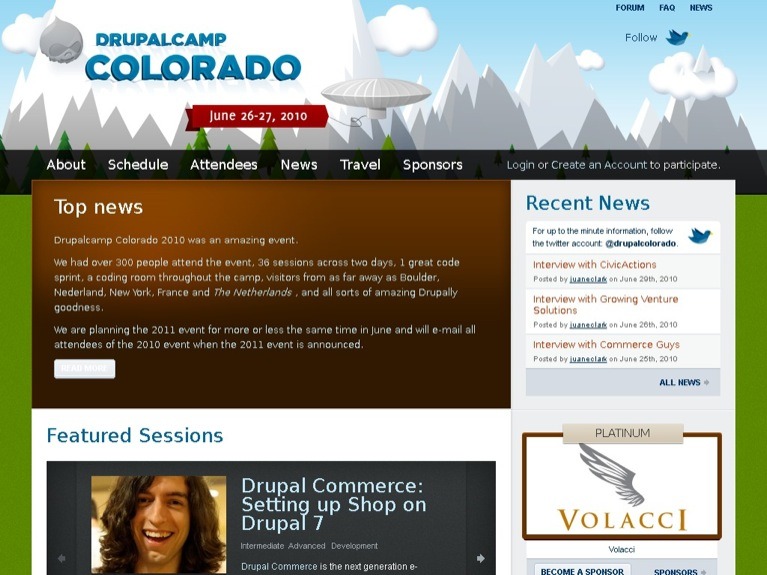 FORUM FAQ NEWS
Follow
DRUPALCAMP
COLORADO
June 26-27, 2010
About Schedule Attendees News Travel Sponsors
Login or Create an Account to participate.
Top news
Drupalcamp Colorado 2010 was an amazing event.
We had over 300 people attend the event, 36 sessions across two days, 1 great code
sprint, a coding room throughout the camp, visitors from as far away as Boulder,
Nederland, New York, France and The Netherlands , and all sorts of amazing Drupally
goodness.
We are planning the 2011 event for more or less the same time in June and will e-mail all
attendees of the 2010 event when the 2011 event is announced.
READ MORE
Recent News
For up to the minute information, follow
the twitter account: @drupalcolorado.
Interview with CivicActions
Posted by juaneclark on June 29th, 2010
Interview with Growing Venture
Solutions
Posted by juaneclark on June 26th, 2010
Interview with Commerce Guys
Posted by juaneclark on June 25th, 2010
ALL NEWS
Featured Sessions
Drupal Commerce:
Setting up Shop on
Drupal 7
Intermediate Advanced Development
Drupal Commerce is the next generation e-
PLATINUM
VOLACCI
Volacci
BECOME A SPONSOR SPONSORS